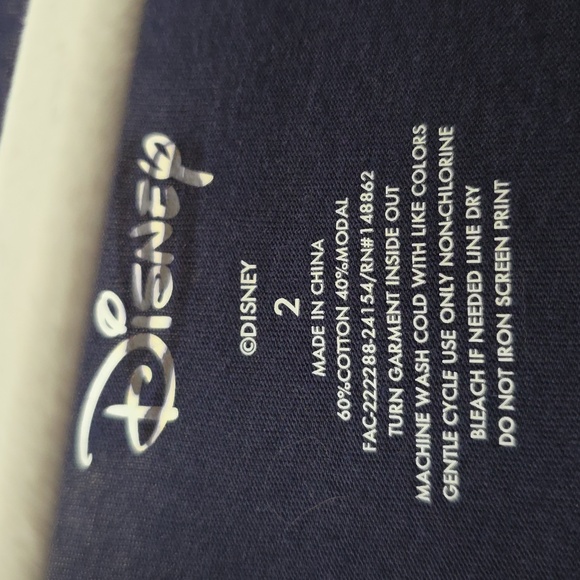 Disney
©DISNEY
2
MADE IN CHINA
60%COTTON 40%MODAL
FAC-222288-24154/RN#148862
TURN GARMENT INSIDE OUT
MACHINE WASH COLD WITH LIKE COLORS
GENTLE CYCLE USE ONLY NON-CHLORINE
BLEACH IF NEEDED LINE DRY
DO NOT IRON SCREEN PRINT